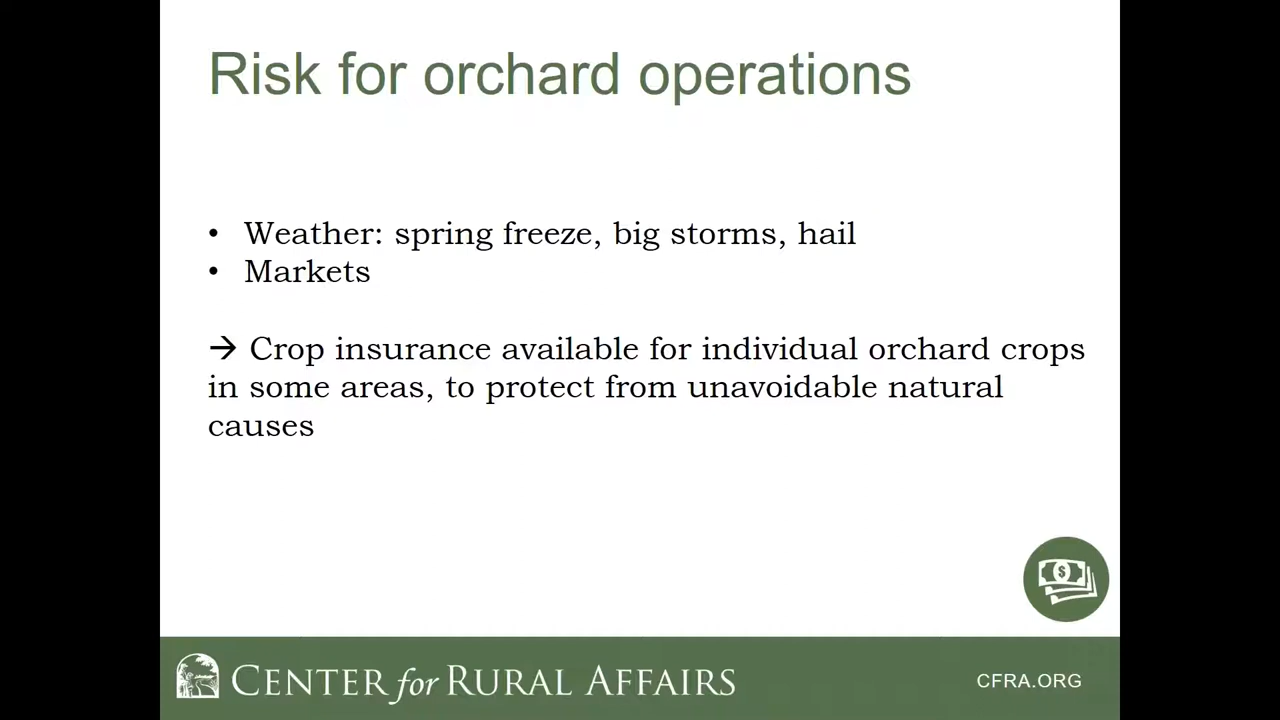 Risk for orchard operations
• Weather: spring freeze, big storms, hail
• Markets
→ Crop insurance available for individual orchard crops
in some areas, to protect from unavoidable natural
causes
$
CENTER for RURAL AFFAIRS
CFRA.ORG